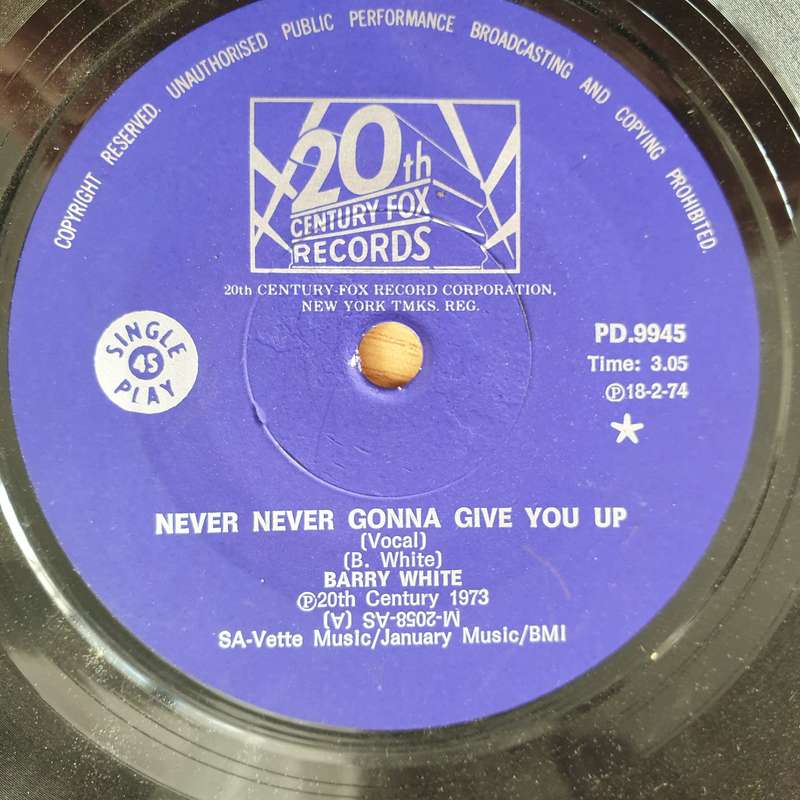 COPYRIGHT RESERVED. UNAUTHORISED PUBLIC PERFORMANCE BROADCASTING AND COPYING PROHIBITED.
20th
CENTURY FOX
RECORDS
20th CENTURY-FOX RECORD CORPORATION,
NEW YORK TMKS. REG.
SINGLE
45
PLAY
PD.9945
Time: 3.05
Ⓟ18-2-74
NEVER NEVER GONNA GIVE YOU UP
(Vocal)
(B. White)
BARRY WHITE
Ⓟ20th Century 1973
M-2058-AS (A)
SA-Vette Music/January Music/BMI